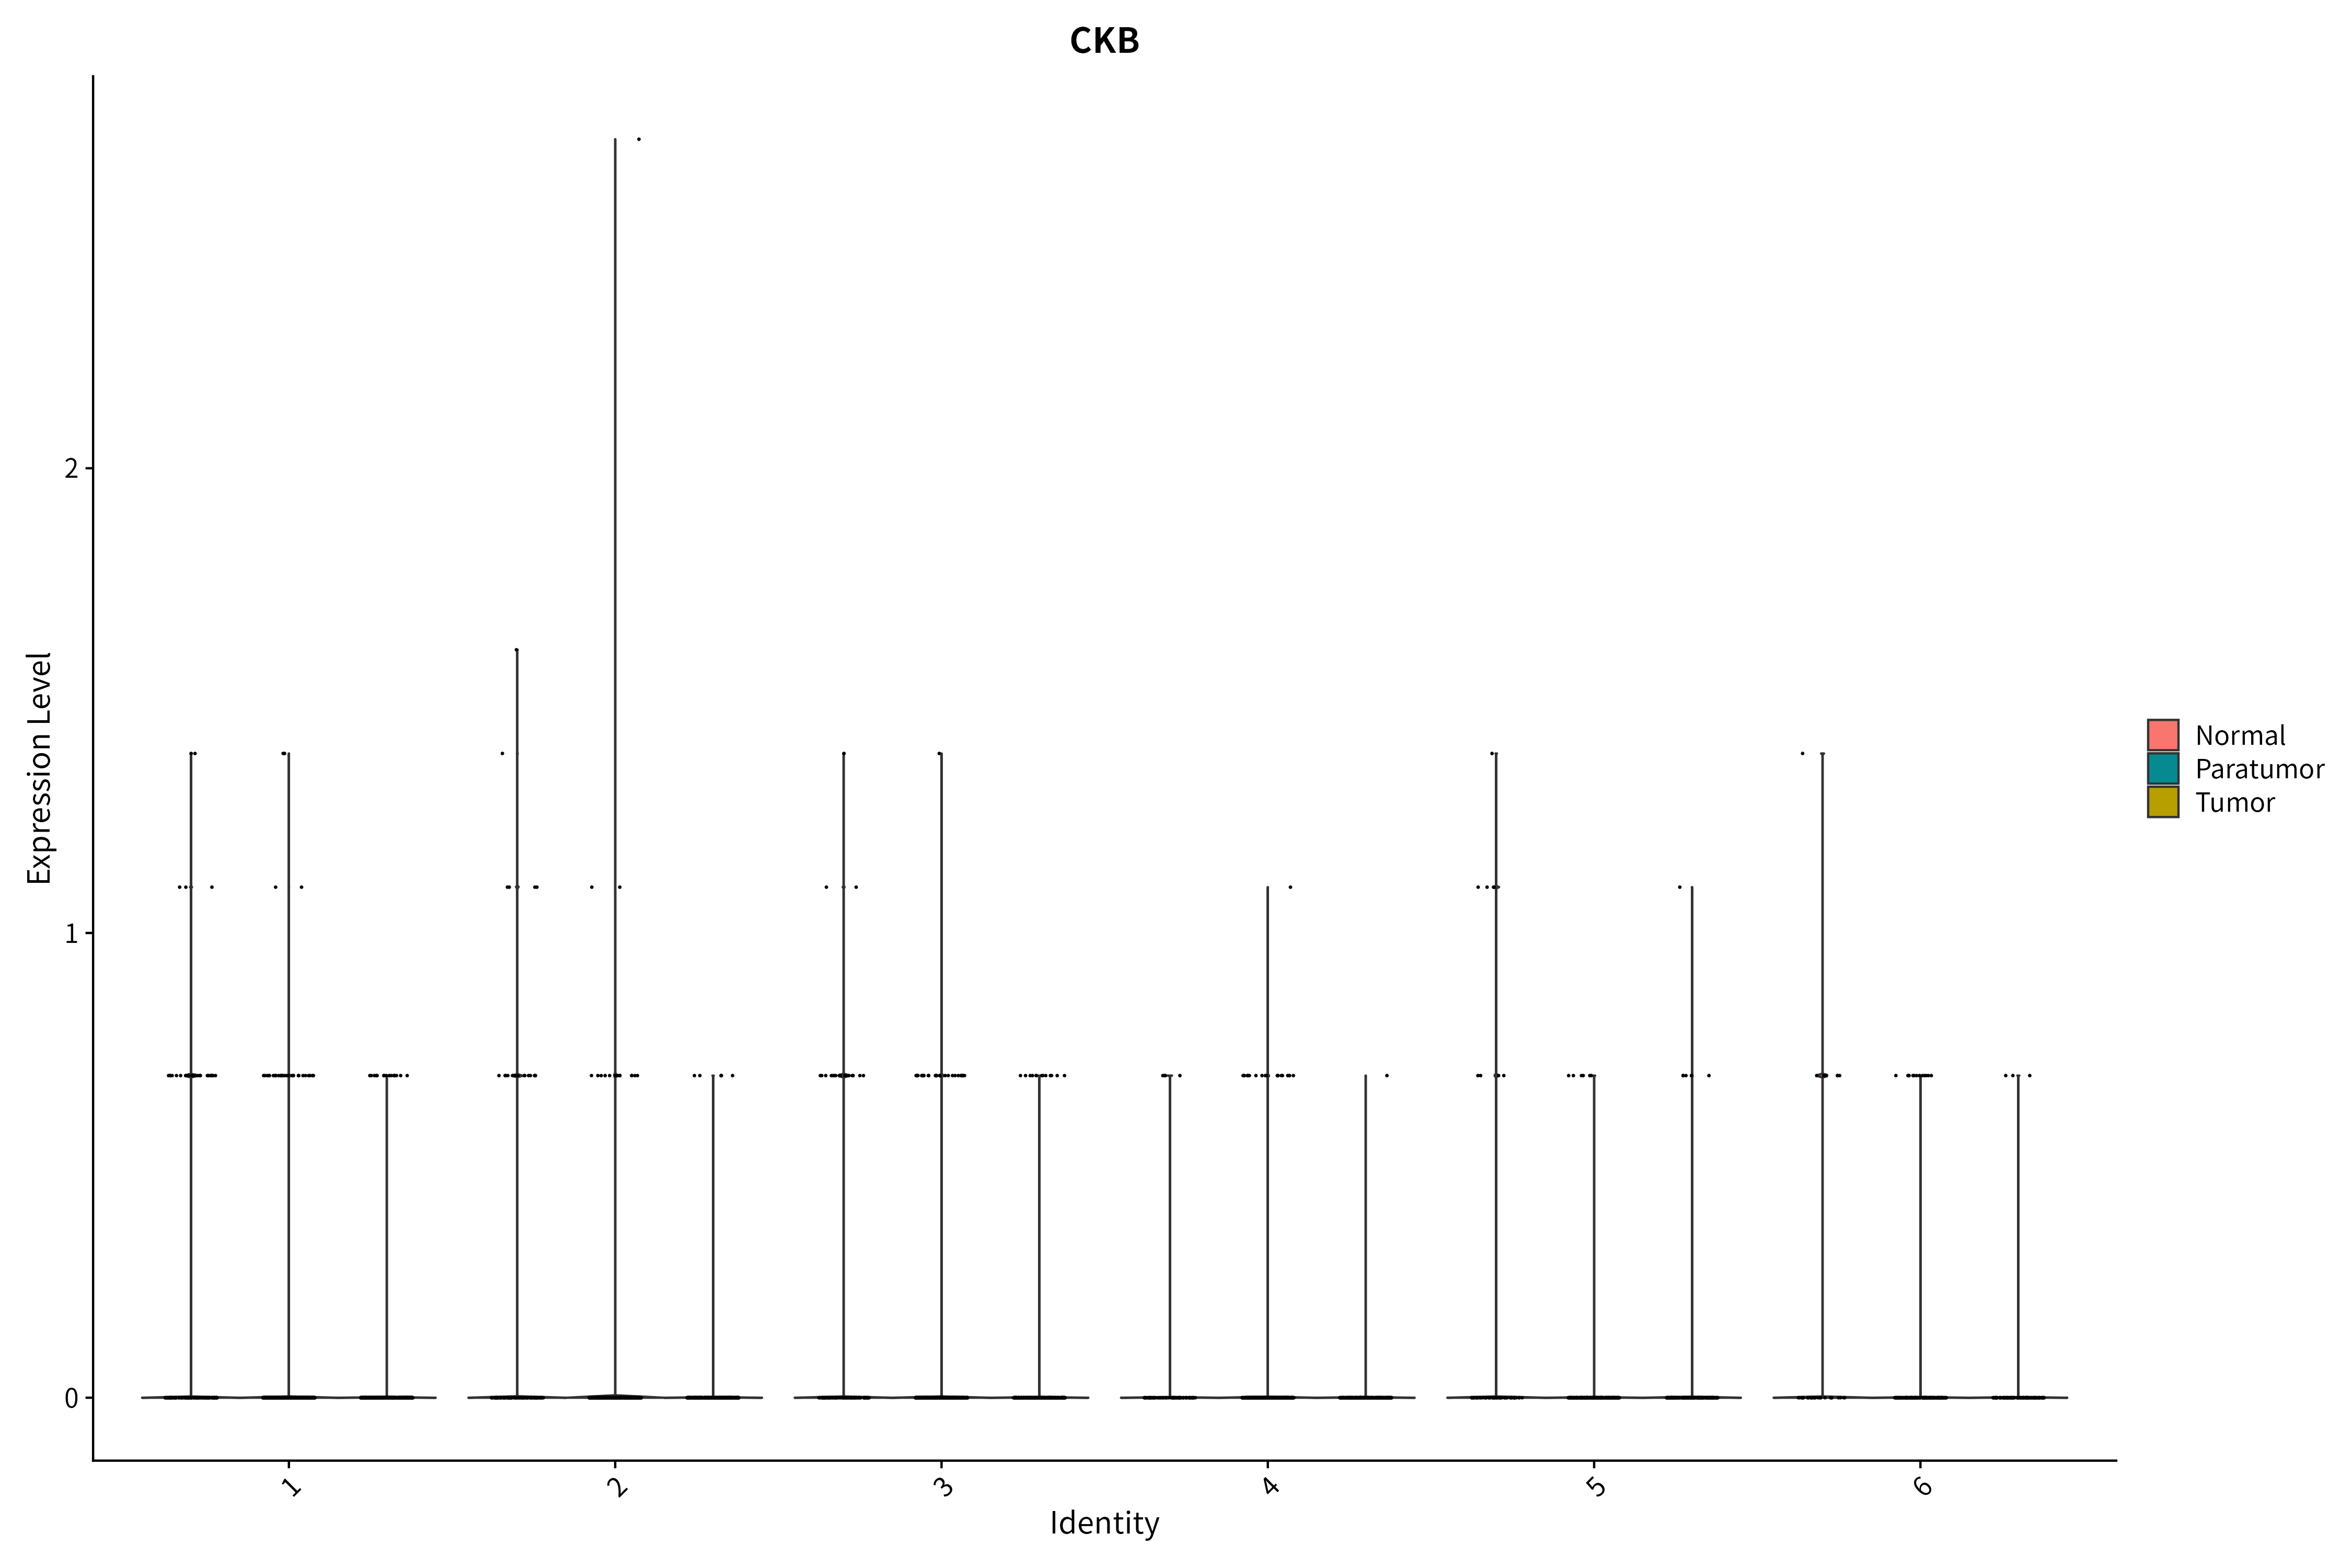 CKB
Expression Level
2
1
0
1
2
3
4
5
6
Identity
Normal
Paratumor
Tumor